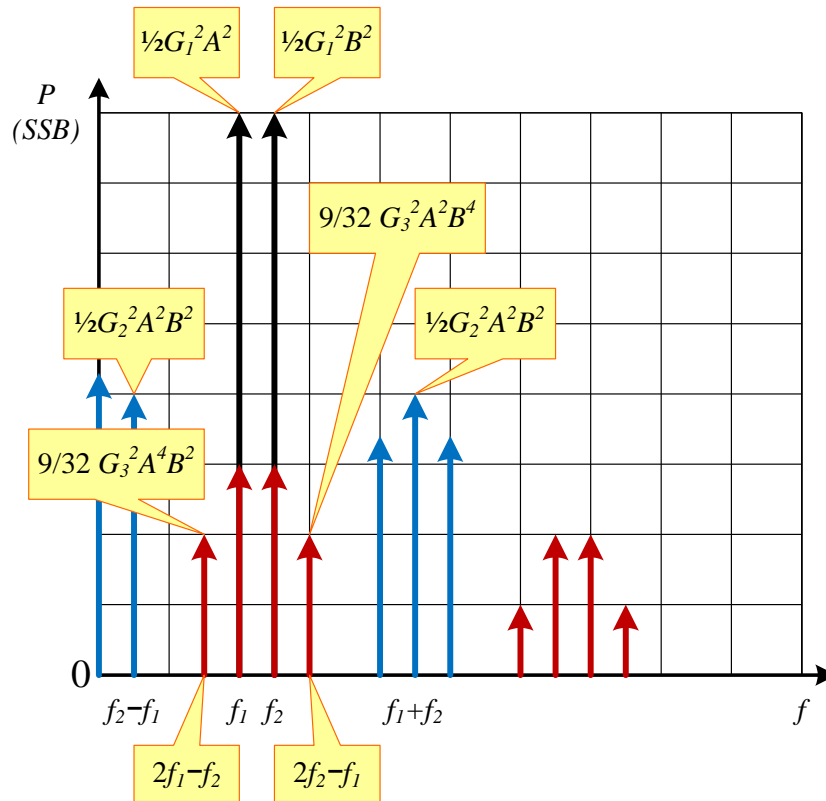 ½G₁²A²
½G₁²B²
P
(SSB)
9/32 G₃²A²B⁴
½G₂²A²B²
½G₂²A²B²
9/32 G₃²A⁴B²
0
f₂−f₁
f₁
f₂
f₁+f₂
f
2f₁−f₂
2f₂−f₁